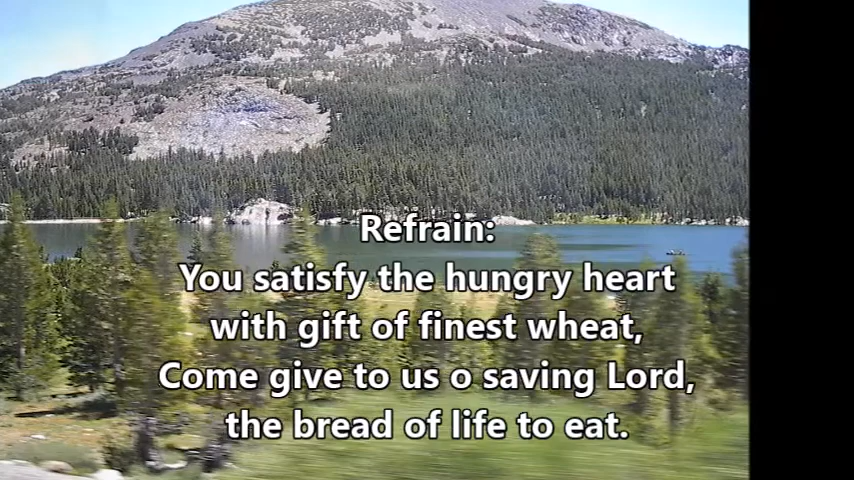 Refrain:
You satisfy the hungry heart
with gift of finest wheat,
Come give to us o saving Lord,
the bread of life to eat.